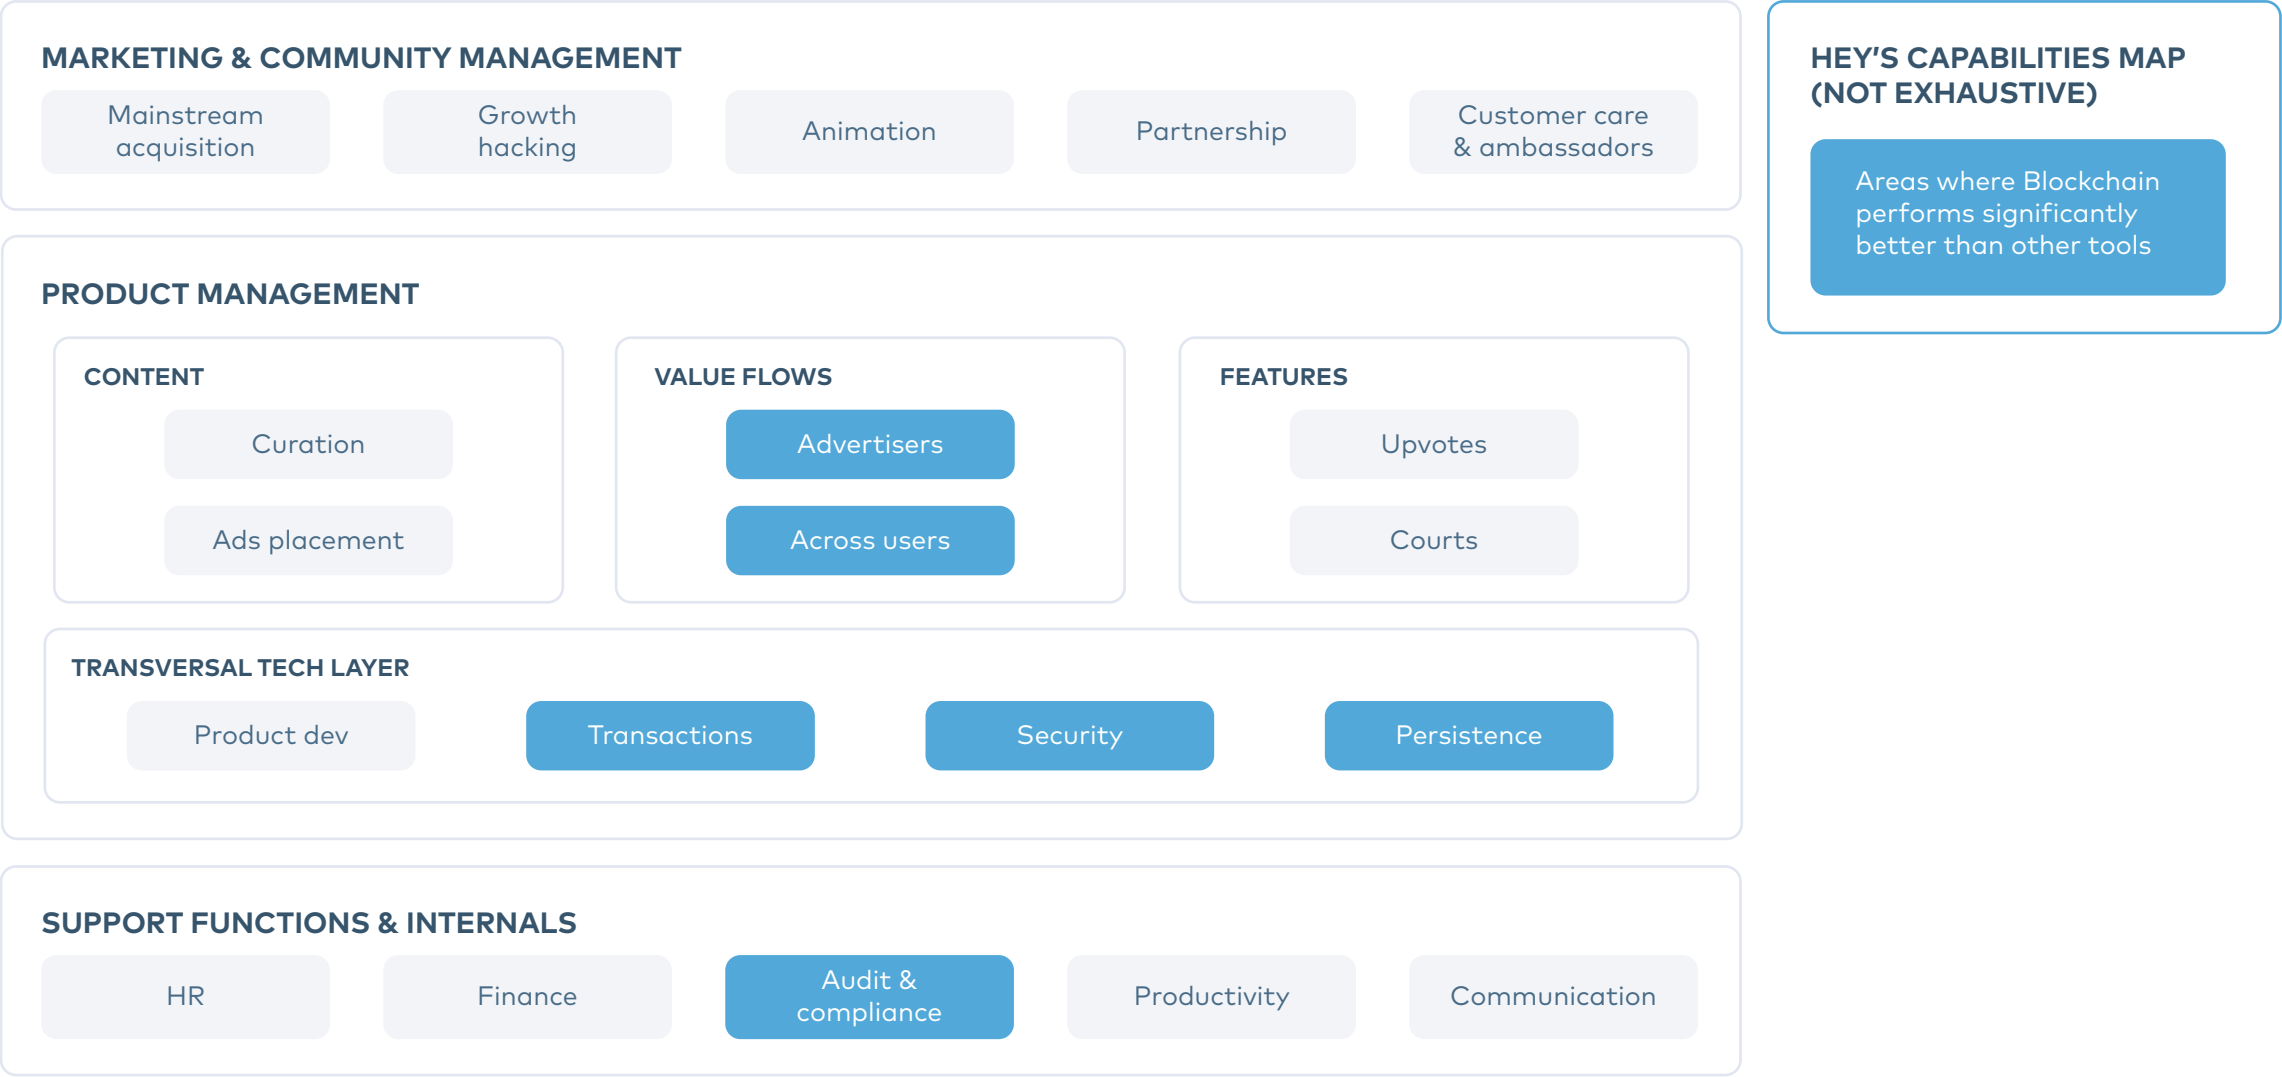 MARKETING & COMMUNITY MANAGEMENT
Mainstream
acquisition
Growth
hacking
Animation
Partnership
Customer care
& ambassadors
HEY'S CAPABILITIES MAP
(NOT EXHAUSTIVE)
Areas where Blockchain
performs significantly
better than other tools
PRODUCT MANAGEMENT
CONTENT
Curation
Ads placement
VALUE FLOWS
Advertisers
Across users
FEATURES
Upvotes
Courts
TRANSVERSAL TECH LAYER
Product dev
Transactions
Security
Persistence
SUPPORT FUNCTIONS & INTERNALS
HR
Finance
Audit &
compliance
Productivity
Communication